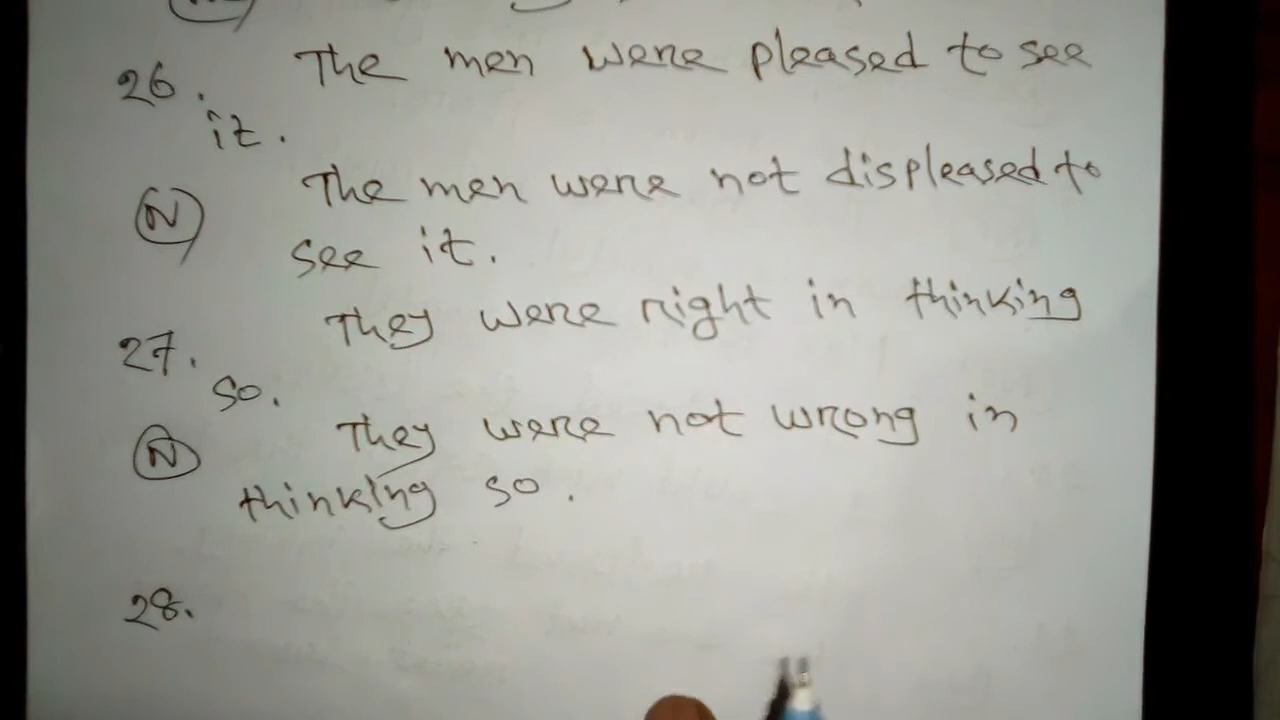 26. The men were pleased to see
it.
(N) The men were not displeased to
see it.
27. They were right in thinking
so.
(N) They were not wrong in
thinking so.
28.